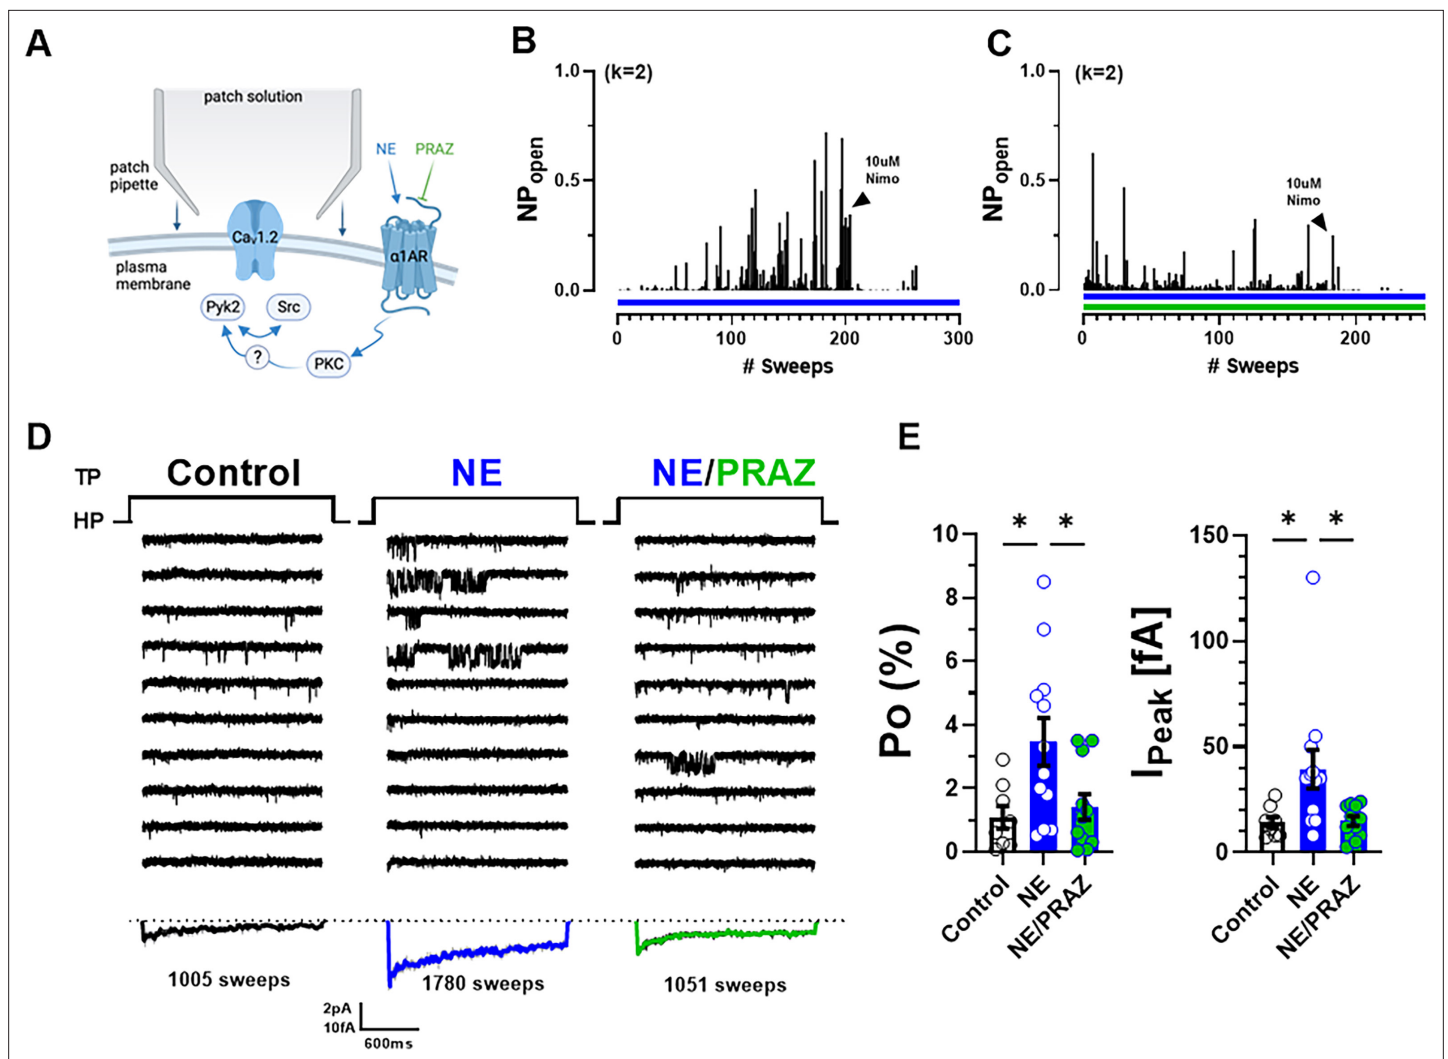 A
patch solution
NE
PRAZ
patch
pipette
Cav1.2
α1AR
plasma
membrane
Pyk2
Src
?
PKC
B
(k=2)
1.0
0.5
0.0
NPopen
10uM
Nimo
0
100
200
300
# Sweeps
C
(k=2)
1.0
0.5
0.0
NPopen
10uM
Nimo
0
100
200
# Sweeps
D
TP
HP
Control
NE
NE/PRAZ
1005 sweeps
1780 sweeps
1051 sweeps
2pA
10fA
600ms
E
Po (%)
10
8
6
4
2
0
* *
Control
NE
NE/PRAZ
IPeak [fA]
150
100
50
0
* *
Control
NE
NE/PRAZ